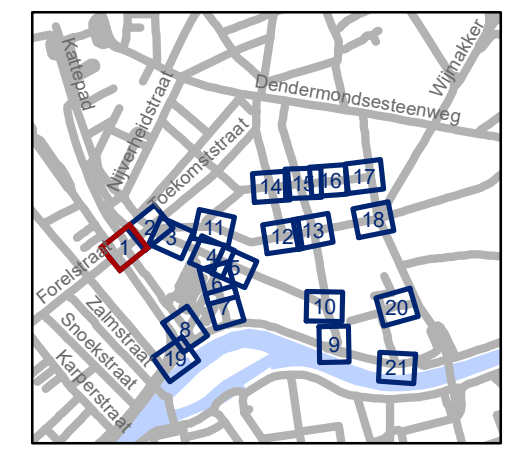 Kattepad
Wijmakker
Nijverheidstraat
Dendermondsesteenweg
Toekomststraat
14
15
16
17
18
11
2
3
12
13
1
4
5
6
Forelstraat
7
10
20
Zalmstraat
8
9
Snoekstraat
19
21
Karperstraat